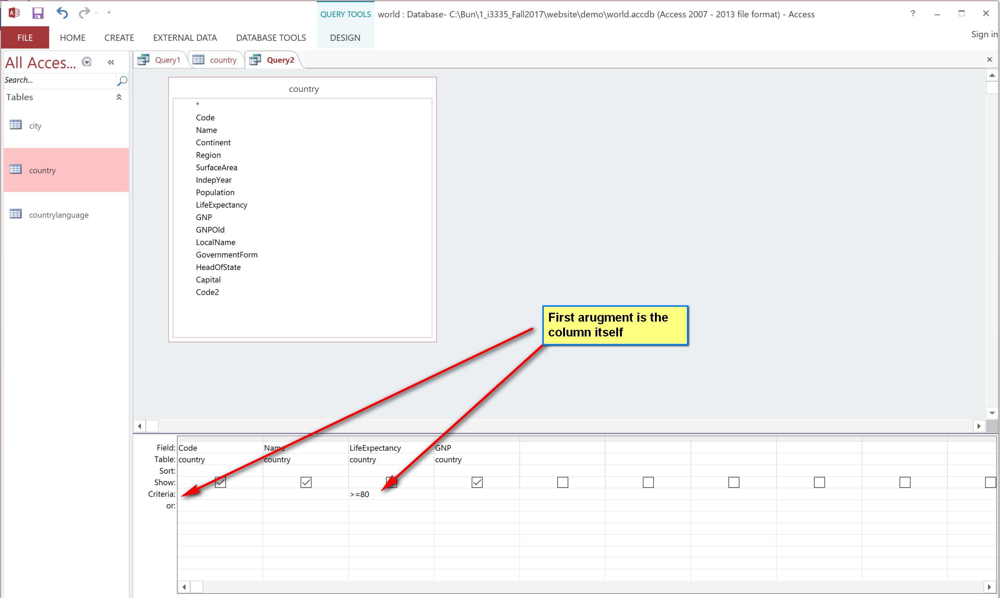 QUERY TOOLS world : Database- C:\Bun\1_i3335_Fall2017\website\demo\world.accdb (Access 2007 - 2013 file format) - Access ?
FILE HOME CREATE EXTERNAL DATA DATABASE TOOLS DESIGN Sign in
All Acces... «
Query1 country Query2
Search...
Tables
city
country
countrylanguage
country
*
Code
Name
Continent
Region
SurfaceArea
IndepYear
Population
LifeExpectancy
GNP
GNPOld
LocalName
GovernmentForm
HeadOfState
Capital
Code2
First arugment is the
column itself
Field: Code Name LifeExpectancy GNP
Table: country country country country
Sort:
Show:
Criteria: >=80
or: